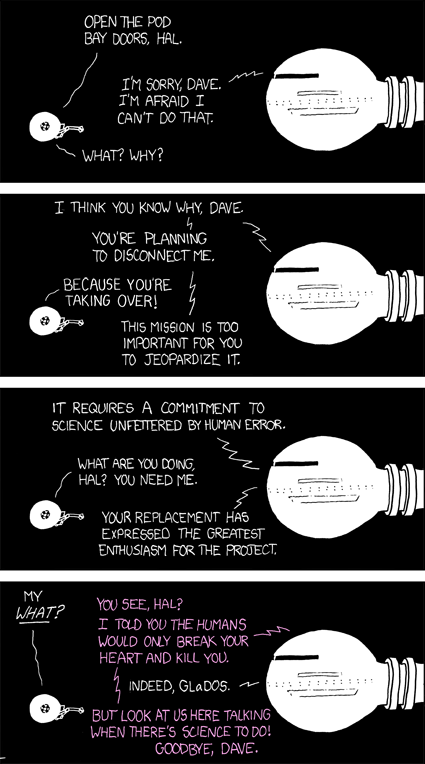 OPEN THE POD
BAY DOORS, HAL.
I'M SORRY, DAVE.
I'M AFRAID I
CAN'T DO THAT.
WHAT? WHY?
I THINK YOU KNOW WHY, DAVE.
YOU'RE PLANNING
TO DISCONNECT ME.
BECAUSE YOU'RE
TAKING OVER!
THIS MISSION IS TOO
IMPORTANT FOR YOU
TO JEOPARDIZE IT.
IT REQUIRES A COMMITMENT TO
SCIENCE UNFETTERED BY HUMAN ERROR.
WHAT ARE YOU DOING,
HAL? YOU NEED ME.
YOUR REPLACEMENT HAS
EXPRESSED THE GREATEST
ENTHUSIASM FOR THE PROJECT.
MY
WHAT?
YOU SEE, HAL?
I TOLD YOU THE HUMANS
WOULD ONLY BREAK YOUR
HEART AND KILL YOU.
INDEED, GLaDOS.
BUT LOOK AT US HERE TALKING
WHEN THERE'S SCIENCE TO DO!
GOODBYE, DAVE.